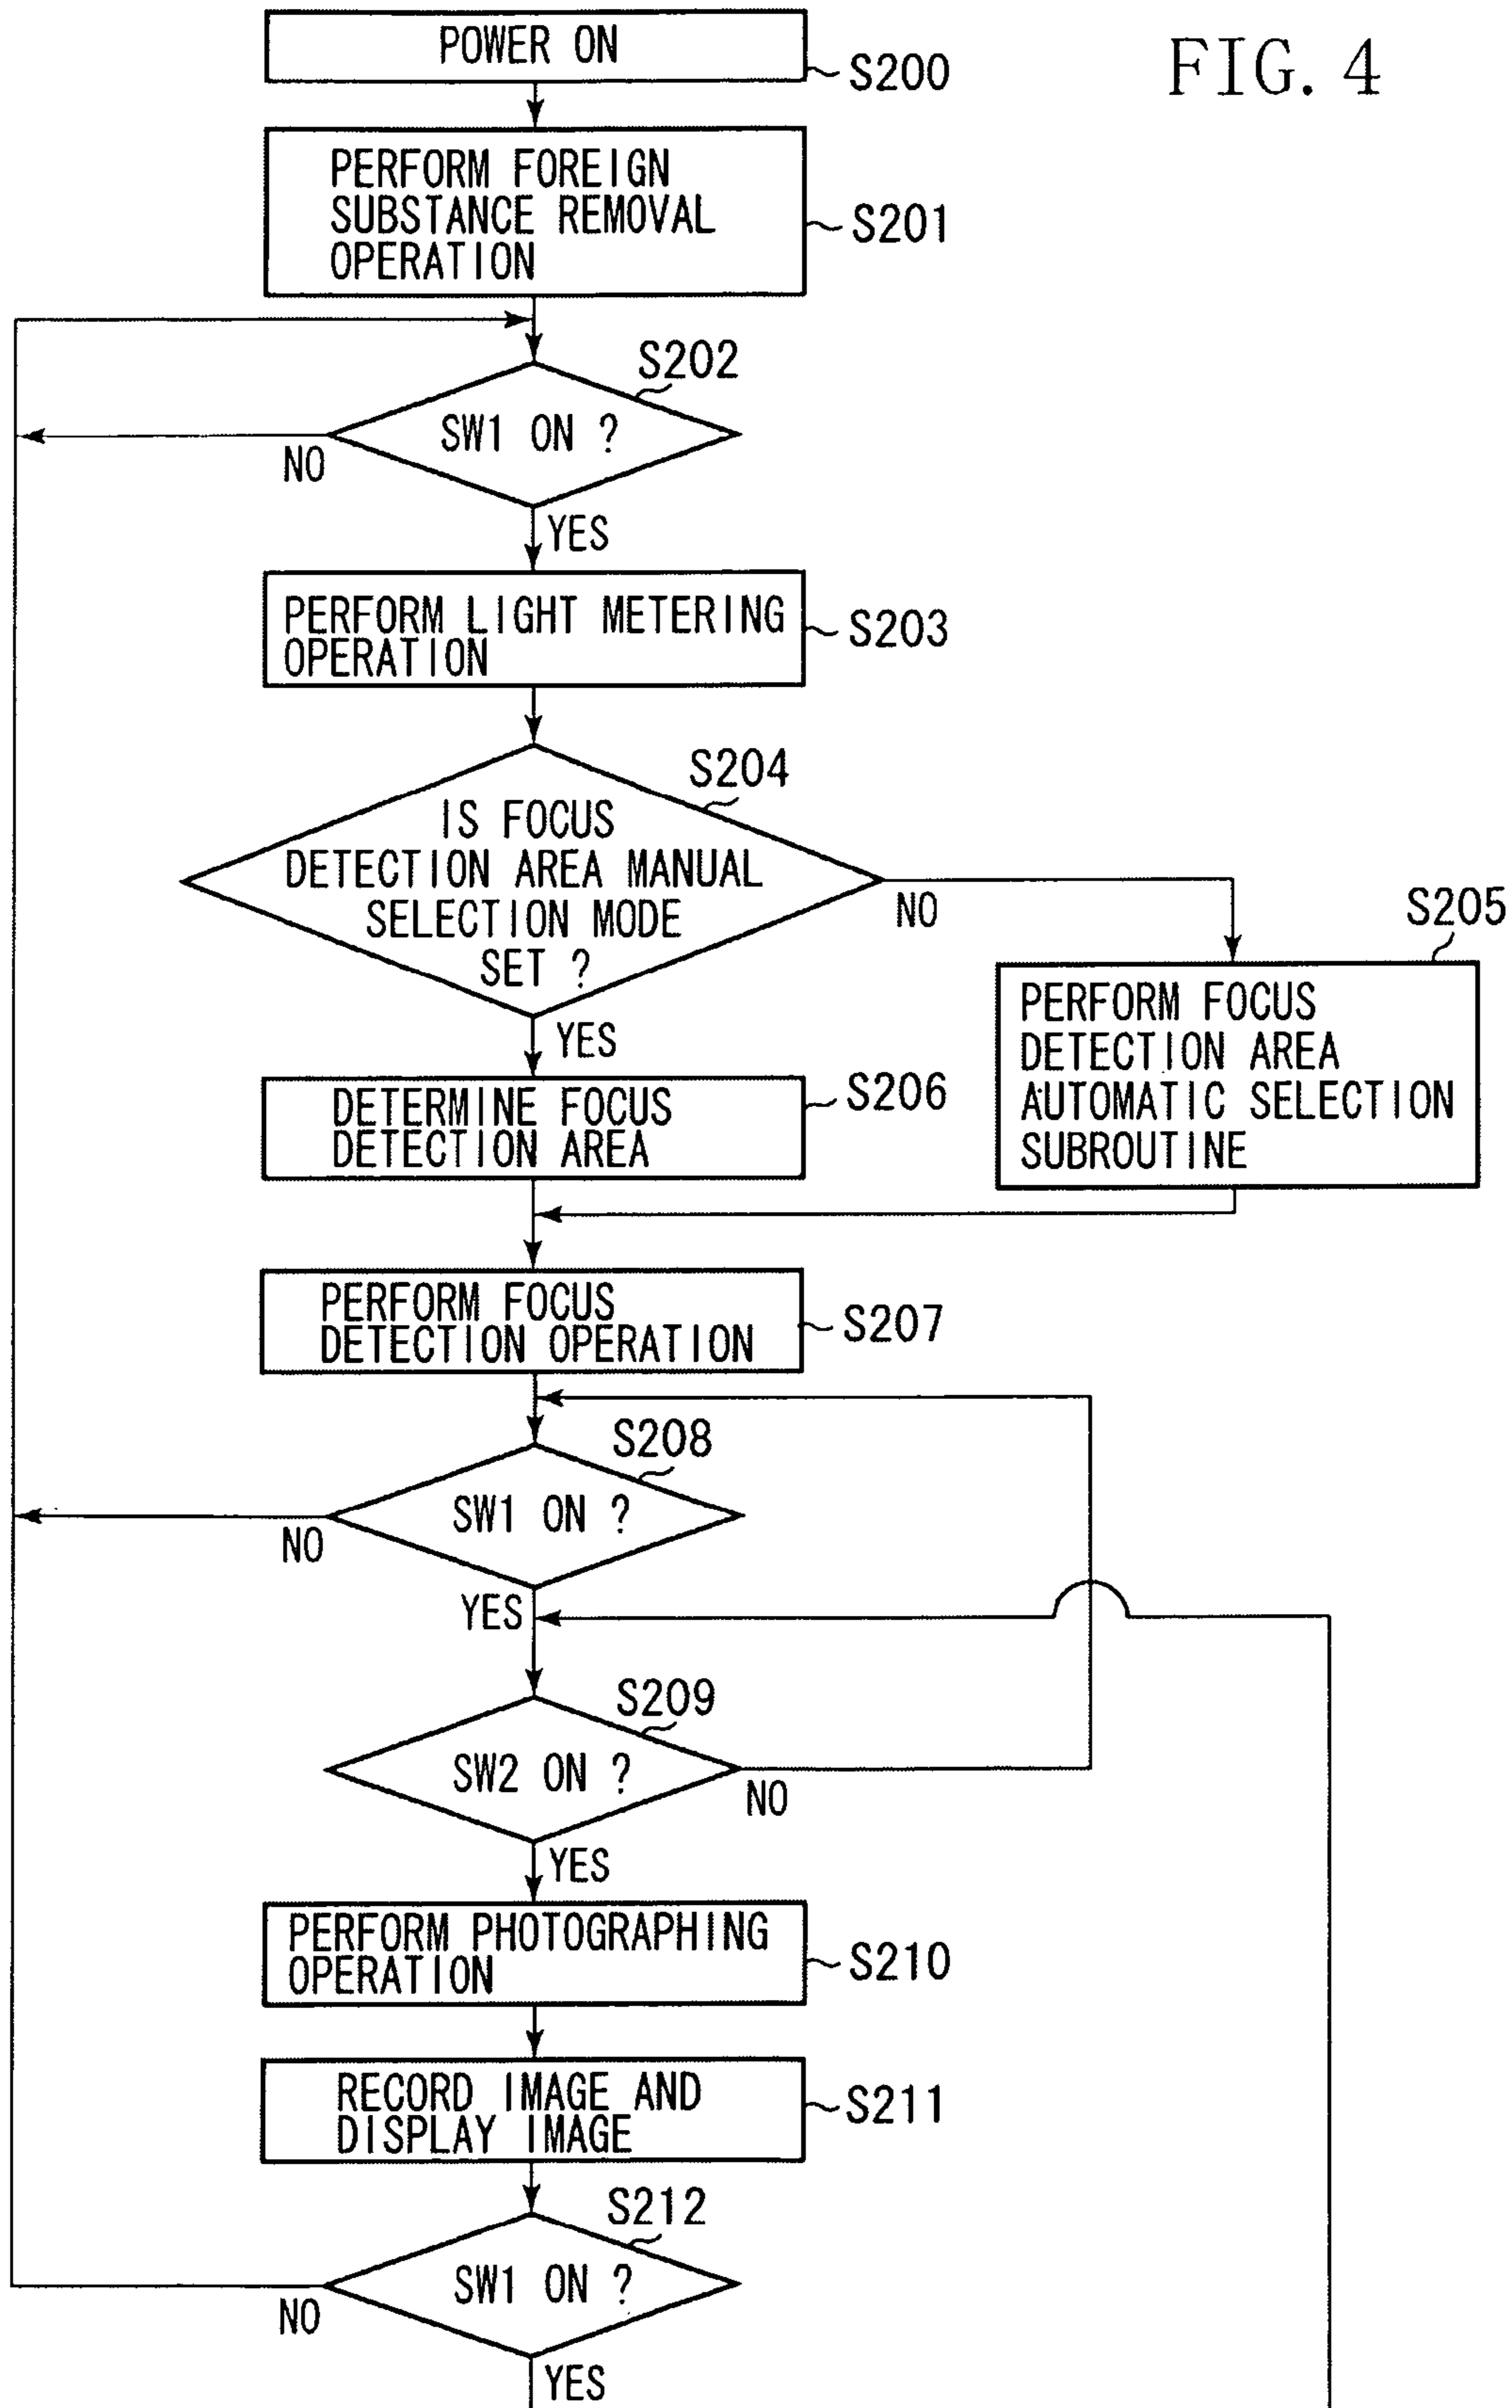 FIG. 4
POWER ON
S200
PERFORM FOREIGN
SUBSTANCE REMOVAL
OPERATION
S201
S202
SW1 ON ?
NO
YES
PERFORM LIGHT METERING
OPERATION
S203
S204
IS FOCUS
DETECTION AREA MANUAL
SELECTION MODE
SET ?
NO
YES
S205
PERFORM FOCUS
DETECTION AREA
AUTOMATIC SELECTION
SUBROUTINE
DETERMINE FOCUS
DETECTION AREA
S206
PERFORM FOCUS
DETECTION OPERATION
S207
S208
SW1 ON ?
NO
YES
S209
SW2 ON ?
NO
YES
PERFORM PHOTOGRAPHING
OPERATION
S210
RECORD IMAGE AND
DISPLAY IMAGE
S211
S212
SW1 ON ?
NO
YES